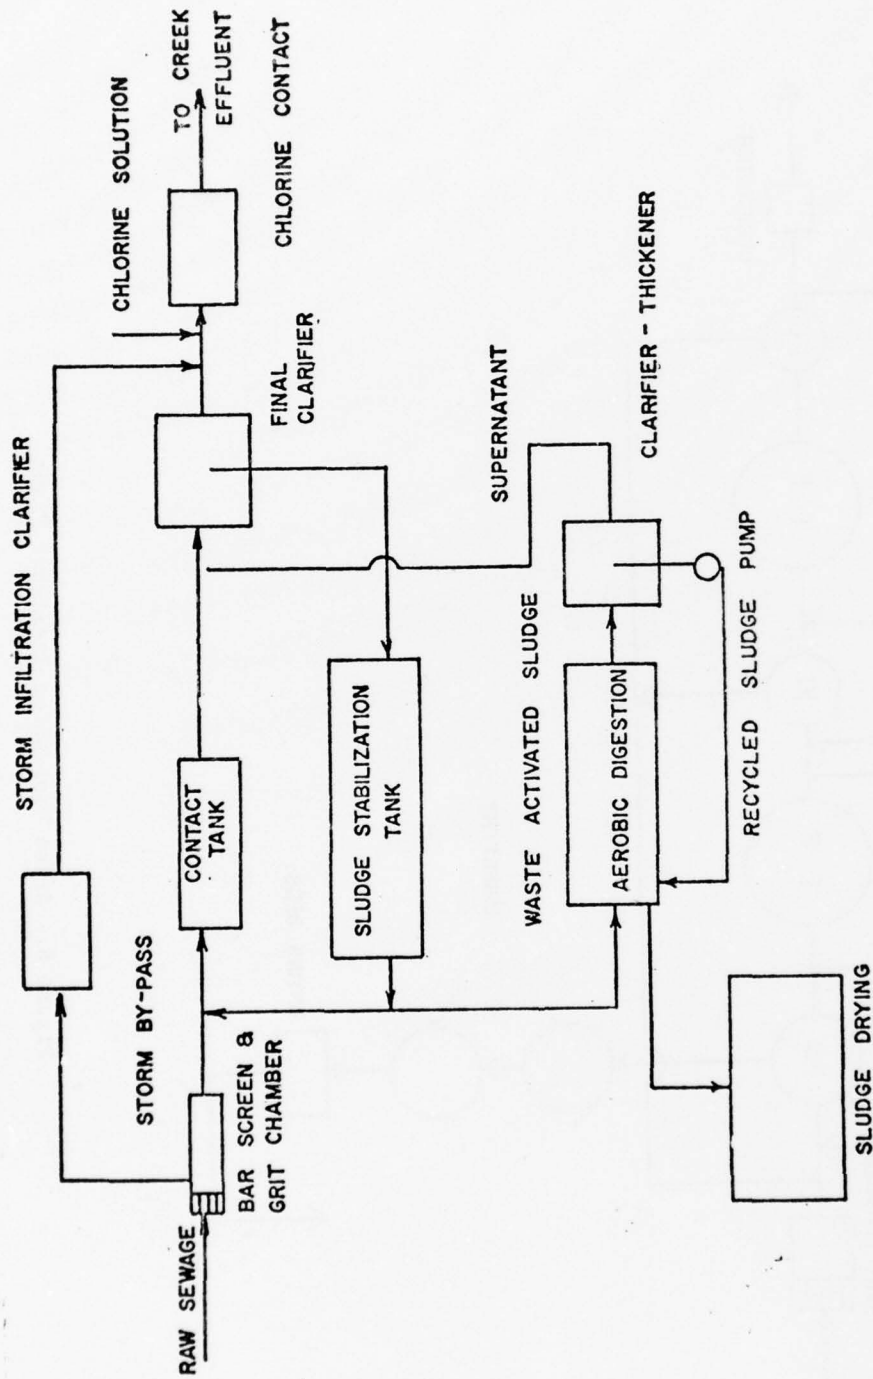 RAW SEWAGE
BAR SCREEN &
GRIT CHAMBER
STORM BY-PASS
STORM INFILTRATION CLARIFIER
CONTACT
TANK
FINAL
CLARIFIER
CHLORINE SOLUTION
CHLORINE CONTACT
TO CREEK
EFFLUENT
SLUDGE STABILIZATION
TANK
SUPERNATANT
WASTE ACTIVATED SLUDGE
AEROBIC DIGESTION
CLARIFIER - THICKENER
RECYCLED SLUDGE PUMP
SLUDGE DRYING